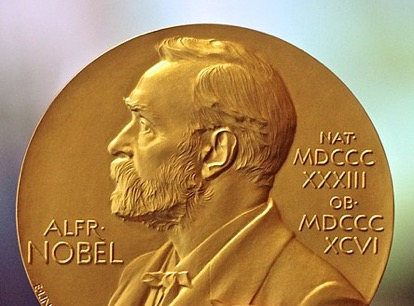 ALFR·
NOBEL
NAT·
MDCCC
XXXIII
OB·
MDCCC
XCVI